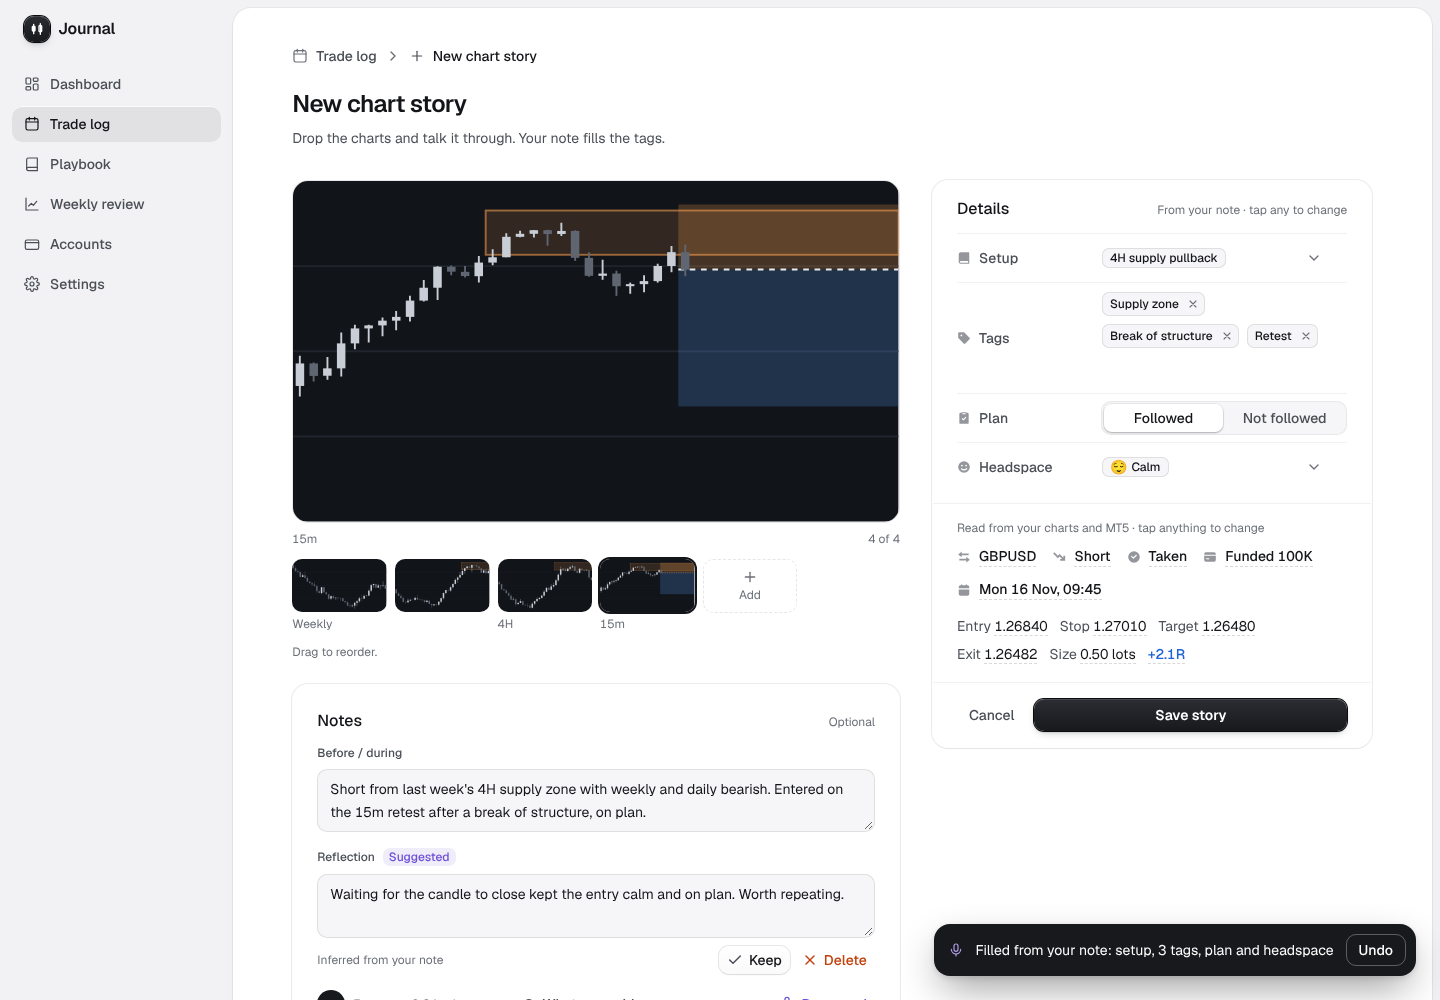 Journal
Dashboard
Trade log
Playbook
Weekly review
Accounts
Settings
Trade log
New chart story
New chart story
Drop the charts and talk it through. Your note fills the tags.
15m
4 of 4
Weekly
4H
15m
Add
Drag to reorder.
Notes
Optional
Before / during
Short from last week's 4H supply zone with weekly and daily bearish. Entered on
the 15m retest after a break of structure, on plan.
Reflection
Suggested
Waiting for the candle to close kept the entry calm and on plan. Worth repeating.
Inferred from your note
Keep
Delete
Details
From your note · tap any to change
Setup
4H supply pullback
Tags
Supply zone
Break of structure
Retest
Plan
Followed
Not followed
Headspace
😌 Calm
Read from your charts and MT5 · tap anything to change
GBPUSD
Short
Taken
Funded 100K
Mon 16 Nov, 09:45
Entry 1.26840 Stop 1.27010 Target 1.26480
Exit 1.26482 Size 0.50 lots +2.1R
Cancel
Save story
Filled from your note: setup, 3 tags, plan and headspace
Undo